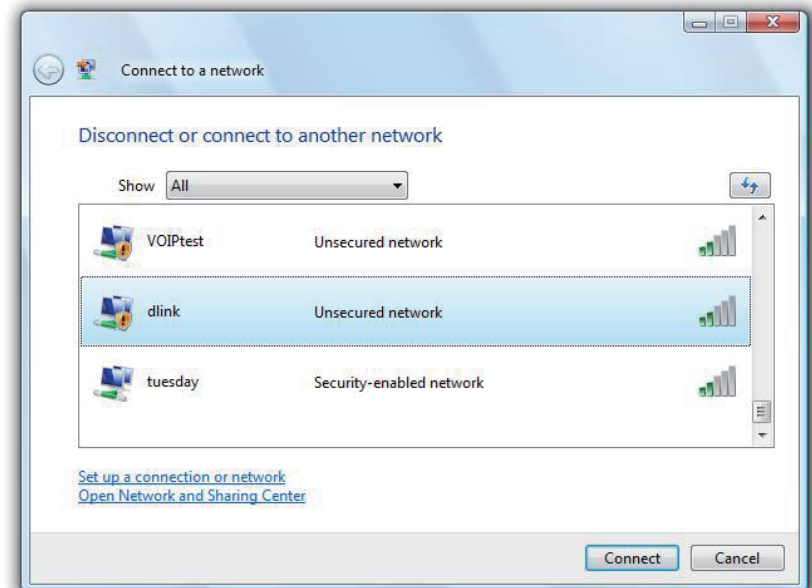 Connect to a network
Disconnect or connect to another network
Show All
VOIPtest Unsecured network
dlink Unsecured network
tuesday Security-enabled network
Set up a connection or network
Open Network and Sharing Center
Connect Cancel